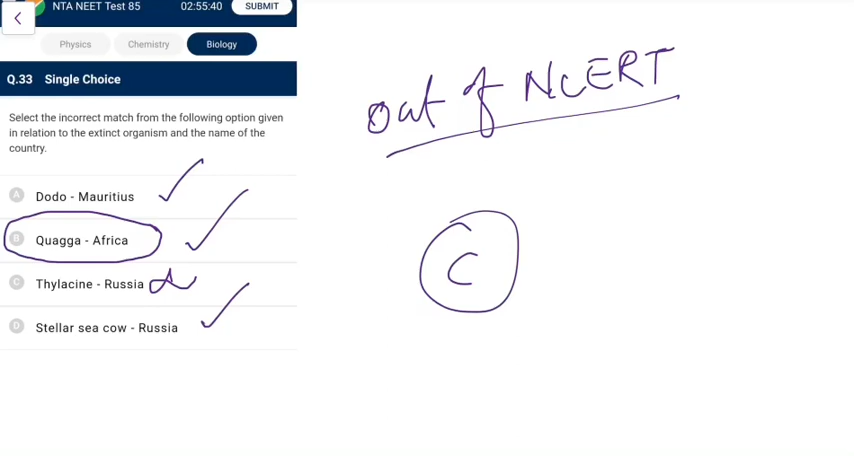 NTA NEET Test 85 02:55:40 SUBMIT
Physics Chemistry Biology
Q.33 Single Choice
Select the incorrect match from the following option given
in relation to the extinct organism and the name of the
country.
A Dodo - Mauritius
B Quagga - Africa
C Thylacine - Russia
D Stellar sea cow - Russia
Out of NCERT
C